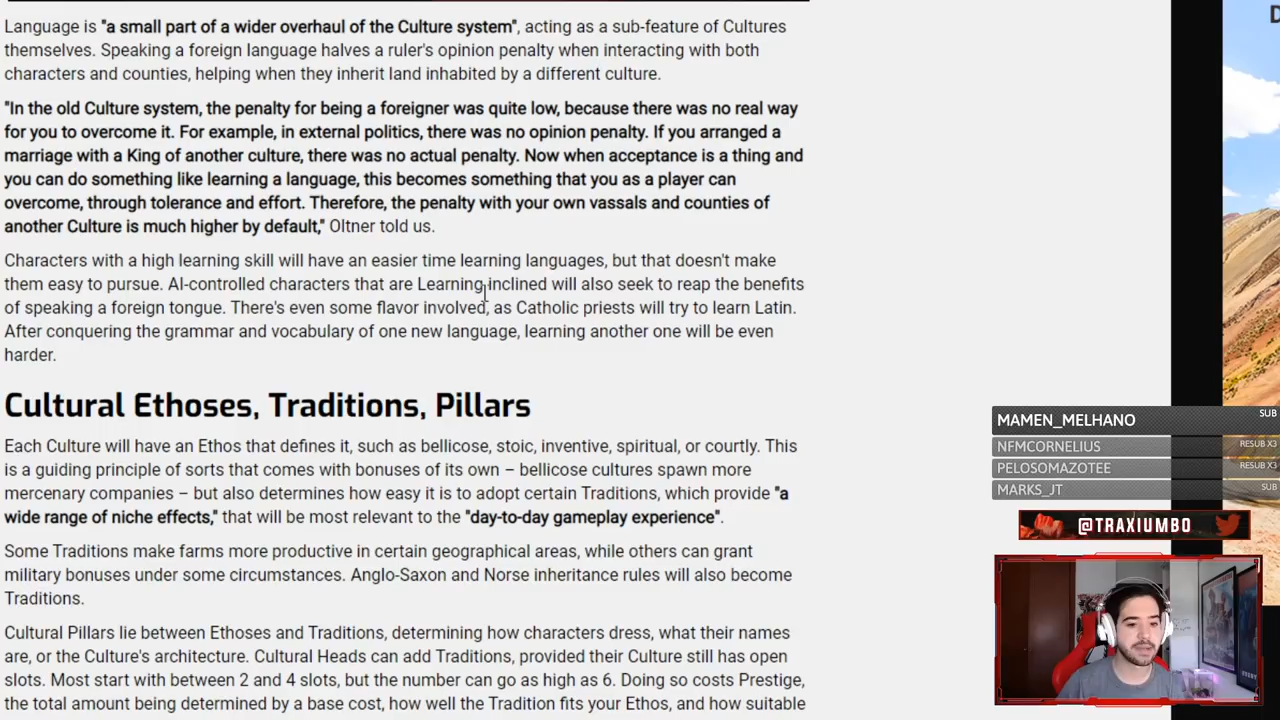 Language is "a small part of a wider overhaul of the Culture system", acting as a sub-feature of Cultures
themselves. Speaking a foreign language halves a ruler's opinion penalty when interacting with both
characters and counties, helping when they inherit land inhabited by a different culture.
"In the old Culture system, the penalty for being a foreigner was quite low, because there was no real way
for you to overcome it. For example, in external politics, there was no opinion penalty. If you arranged a
marriage with a King of another culture, there was no actual penalty. Now when acceptance is a thing and
you can do something like learning a language, this becomes something that you as a player can
overcome, through tolerance and effort. Therefore, the penalty with your own vassals and counties of
another Culture is much higher by default," Oltner told us.
Characters with a high learning skill will have an easier time learning languages, but that doesn't make
them easy to pursue. AI-controlled characters that are Learning-inclined will also seek to reap the benefits
of speaking a foreign tongue. There's even some flavor involved, as Catholic priests will try to learn Latin.
After conquering the grammar and vocabulary of one new language, learning another one will be even
harder.
Cultural Ethoses, Traditions, Pillars
Each Culture will have an Ethos that defines it, such as bellicose, stoic, inventive, spiritual, or courtly. This
is a guiding principle of sorts that comes with bonuses of its own – bellicose cultures spawn more
mercenary companies – but also determines how easy it is to adopt certain Traditions, which provide "a
wide range of niche effects," that will be most relevant to the "day-to-day gameplay experience".
Some Traditions make farms more productive in certain geographical areas, while others can grant
military bonuses under some circumstances. Anglo-Saxon and Norse inheritance rules will also become
Traditions.
Cultural Pillars lie between Ethoses and Traditions, determining how characters dress, what their names
are, or the Culture's architecture. Cultural Heads can add Traditions, provided their Culture still has open
slots. Most start with between 2 and 4 slots, but the number can go as high as 6. Doing so costs Prestige,
the total amount being determined by a base cost, how well the Tradition fits your Ethos, and how suitable
D
MAMEN_MELHANO SUB
NFMCORNELIUS RESUB X3
PELOSOMAZOTEE RESUB X3
MARKS_JT SUB
@TRAXIUMBO